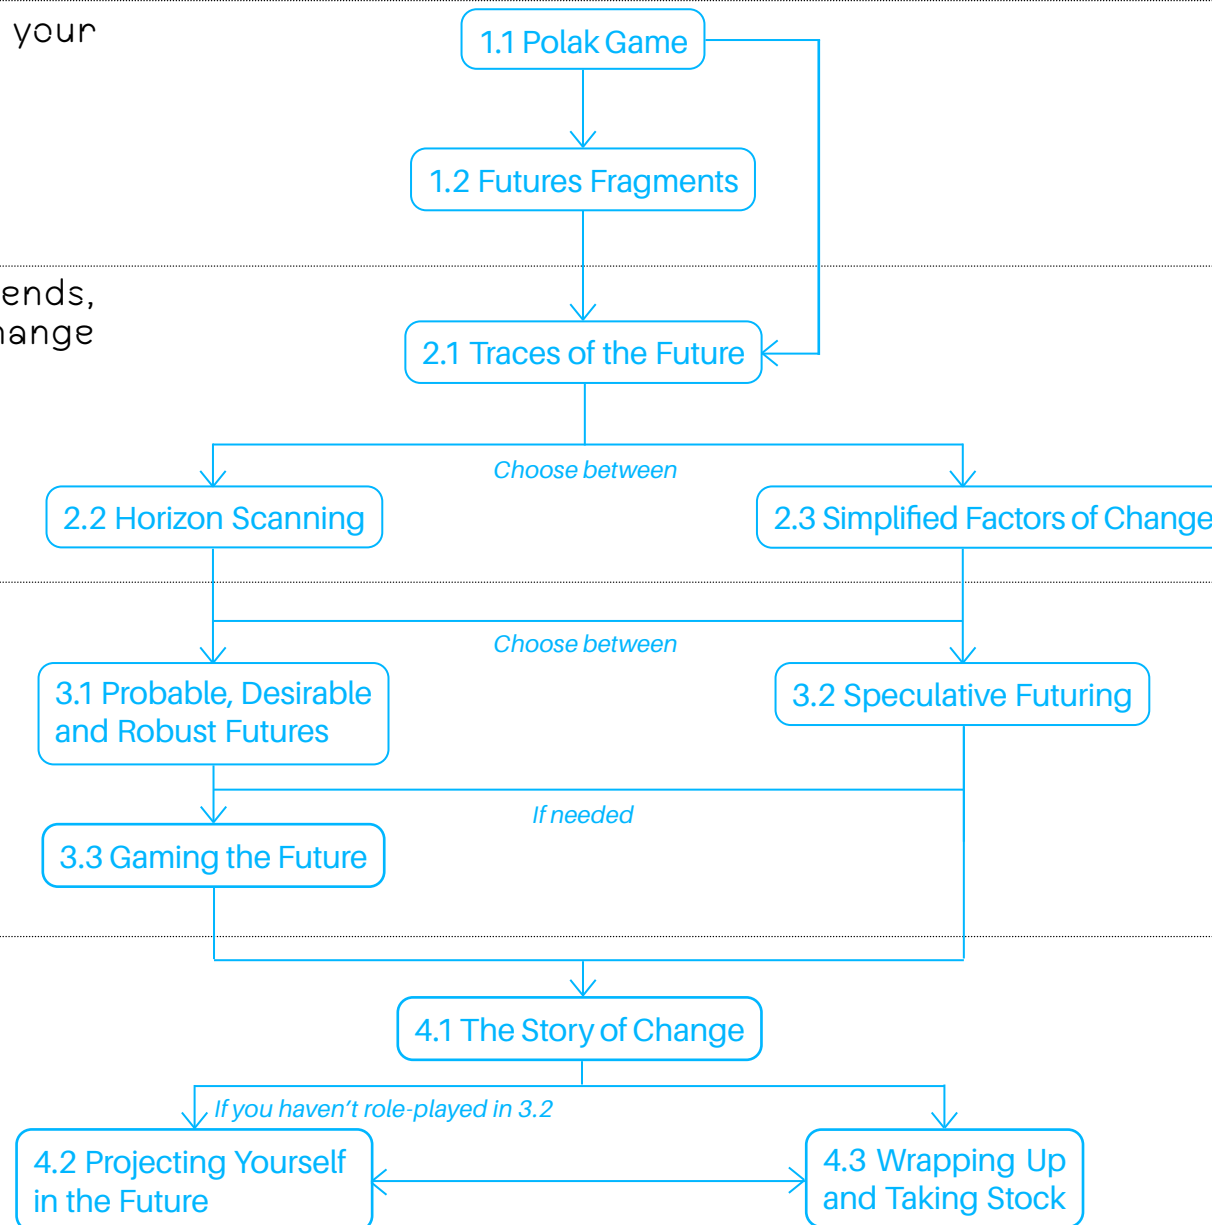 your
1.1 Polak Game
1.2 Futures Fragments
2.1 Traces of the Future
Choose between
2.2 Horizon Scanning
2.3 Simplified Factors of Change
Choose between
3.1 Probable, Desirable
and Robust Futures
3.2 Speculative Futuring
If needed
3.3 Gaming the Future
4.1 The Story of Change
If you haven't role-played in 3.2
4.2 Projecting Yourself
in the Future
4.3 Wrapping Up
and Taking Stock